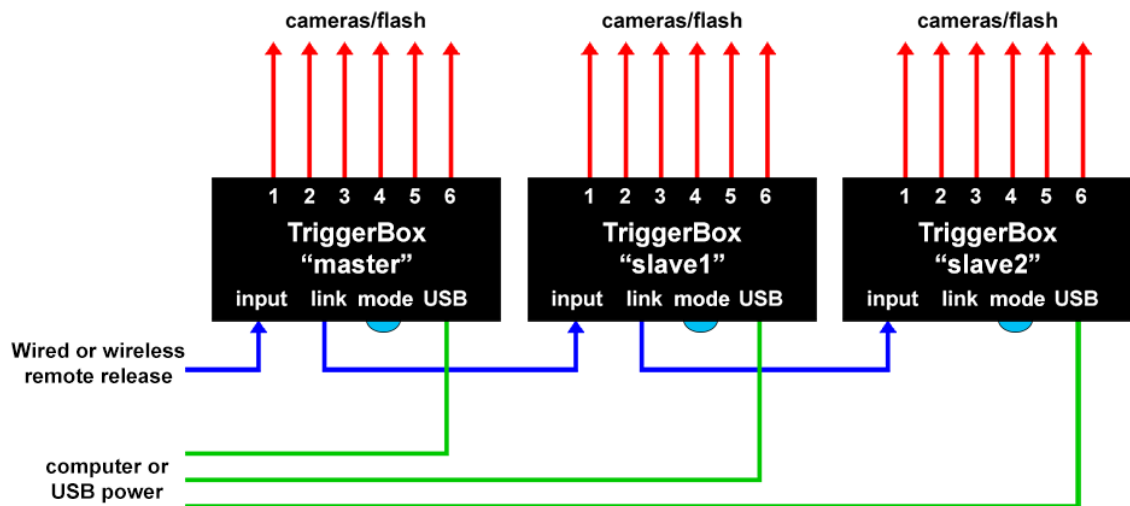 cameras/flash
cameras/flash
cameras/flash
1 2 3 4 5 6
TriggerBox
“master”
input link mode USB
1 2 3 4 5 6
TriggerBox
“slave1”
input link mode USB
1 2 3 4 5 6
TriggerBox
“slave2”
input link mode USB
Wired or wireless
remote release
computer or
USB power